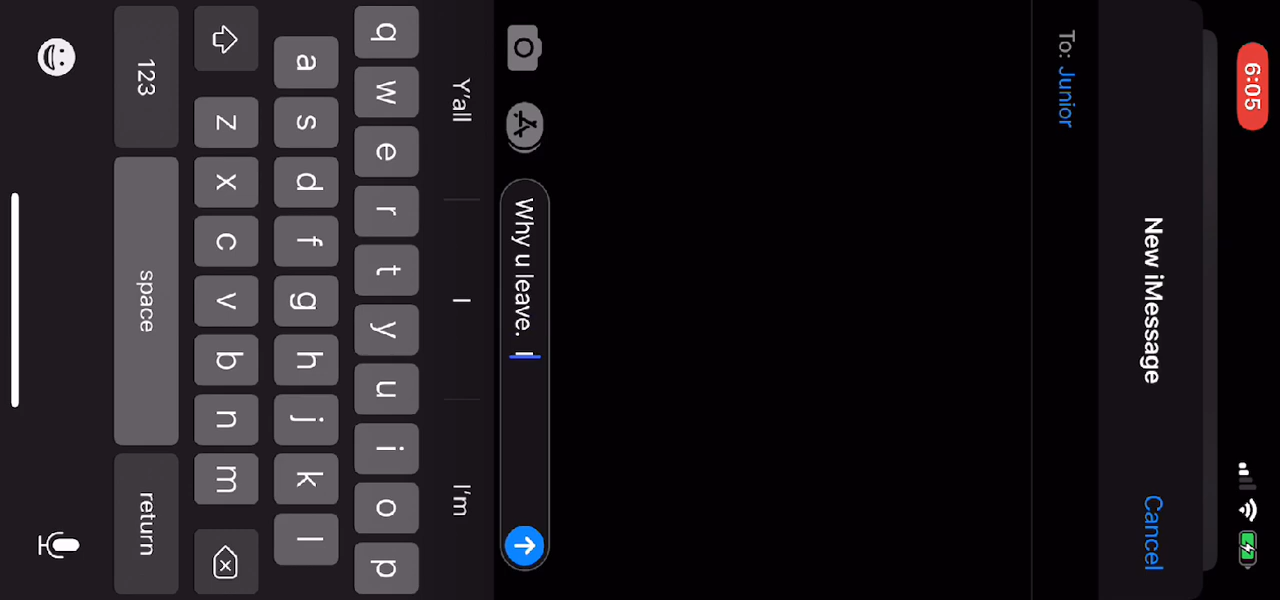 6:05
New iMessage
Cancel
To: Junior
Why u leave. I
Y'all
I
I'm
q w e r t y u i o p
a s d f g h j k l
z x c v b n m
123
space
return